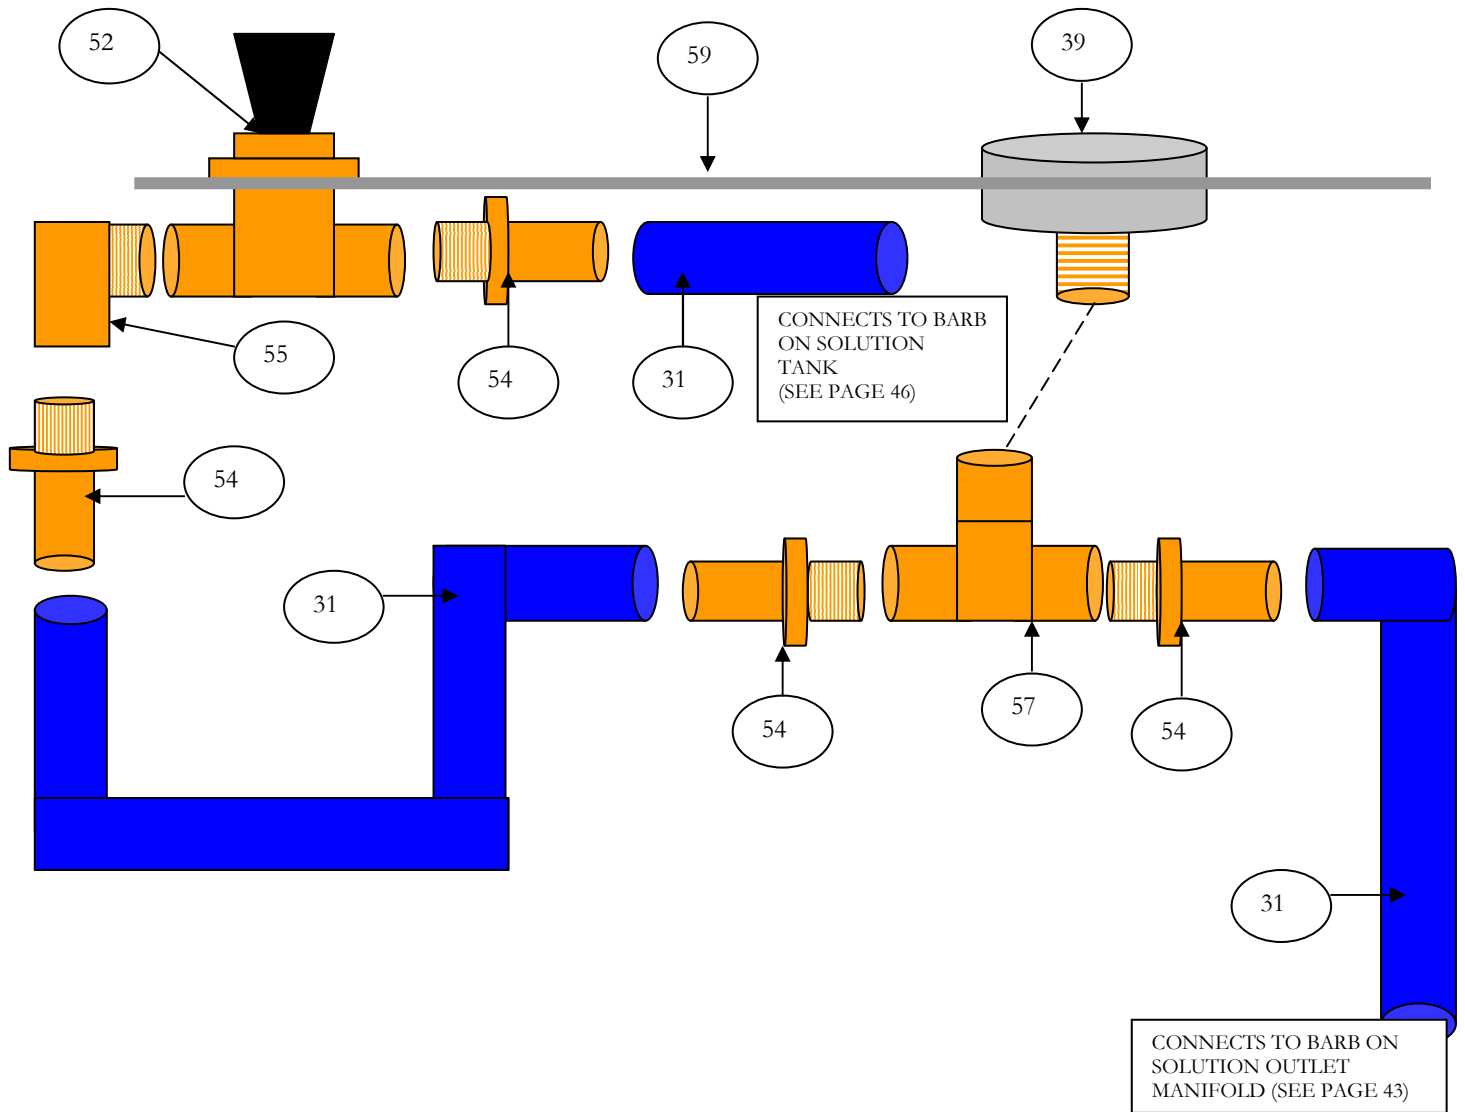 52
59
39
55
54
31
CONNECTS TO BARB
ON SOLUTION
TANK
(SEE PAGE 46)
54
31
54
57
54
31
CONNECTS TO BARB ON
SOLUTION OUTLET
MANIFOLD (SEE PAGE 43)